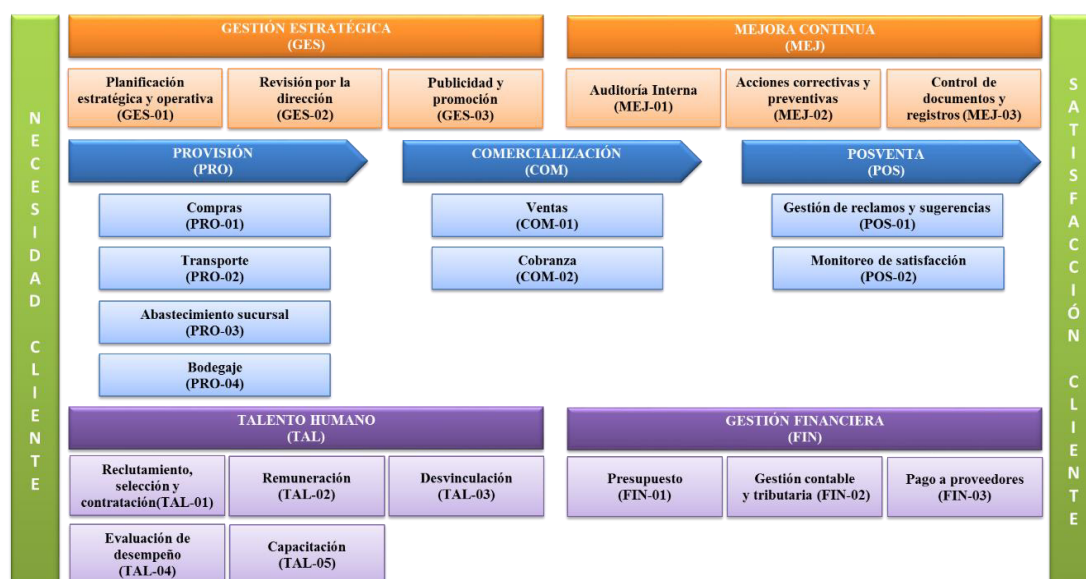 NECESIDAD CLIENTE
GESTIÓN ESTRATÉGICA
(GES)
Planificación
estratégica y operativa
(GES-01)
Revisión por la
dirección
(GES-02)
Publicidad y
promoción
(GES-03)
MEJORA CONTINUA
(MEJ)
Auditoría Interna
(MEJ-01)
Acciones correctivas y
preventivas
(MEJ-02)
Control de
documentos y
registros (MEJ-03)
PROVISIÓN
(PRO)
Compras
(PRO-01)
Transporte
(PRO-02)
Abastecimiento sucursal
(PRO-03)
Bodegaje
(PRO-04)
COMERCIALIZACIÓN
(COM)
Ventas
(COM-01)
Cobranza
(COM-02)
POSVENTA
(POS)
Gestión de reclamos y sugerencias
(POS-01)
Monitoreo de satisfacción
(POS-02)
TALENTO HUMANO
(TAL)
Reclutamiento,
selección y
contratación(TAL-01)
Remuneración
(TAL-02)
Desvinculación
(TAL-03)
Evaluación de
desempeño
(TAL-04)
Capacitación
(TAL-05)
GESTIÓN FINANCIERA
(FIN)
Presupuesto
(FIN-01)
Gestión contable
y tributaria (FIN-02)
Pago a proveedores
(FIN-03)
SATISFACCIÓN CLIENTE